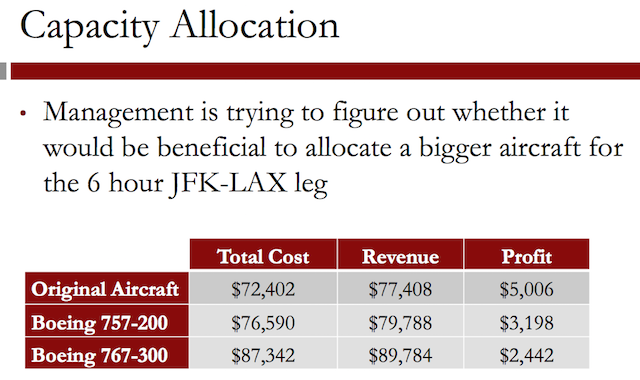 Capacity Allocation
• Management is trying to figure out whether it
would be beneficial to allocate a bigger aircraft for
the 6 hour JFK-LAX leg
Total Cost Revenue Profit
Original Aircraft $72,402 $77,408 $5,006
Boeing 757-200 $76,590 $79,788 $3,198
Boeing 767-300 $87,342 $89,784 $2,442